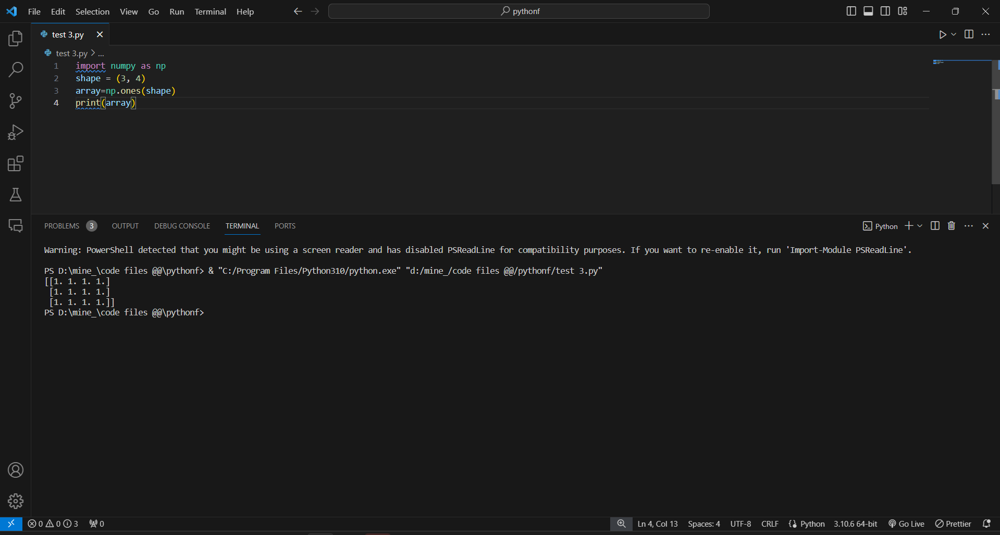 File Edit Selection View Go Run Terminal Help
pythonf
test 3.py
test 3.py > ...
1 import numpy as np
2 shape = (3, 4)
3 array=np.ones(shape)
4 print(array)
PROBLEMS 3 OUTPUT DEBUG CONSOLE TERMINAL PORTS
Python
Warning: PowerShell detected that you might be using a screen reader and has disabled PSReadLine for compatibility purposes. If you want to re-enable it, run 'Import-Module PSReadLine'.
PS D:\mine_\code files @@\pythonf> & "C:/Program Files/Python310/python.exe" "d:/mine_/code files @@/pythonf/test 3.py"
[[1. 1. 1. 1.]
 [1. 1. 1. 1.]
 [1. 1. 1. 1.]]
PS D:\mine_\code files @@\pythonf>
0 0 3 0 Ln 4, Col 13 Spaces: 4 UTF-8 CRLF Python 3.10.6 64-bit Go Live Prettier